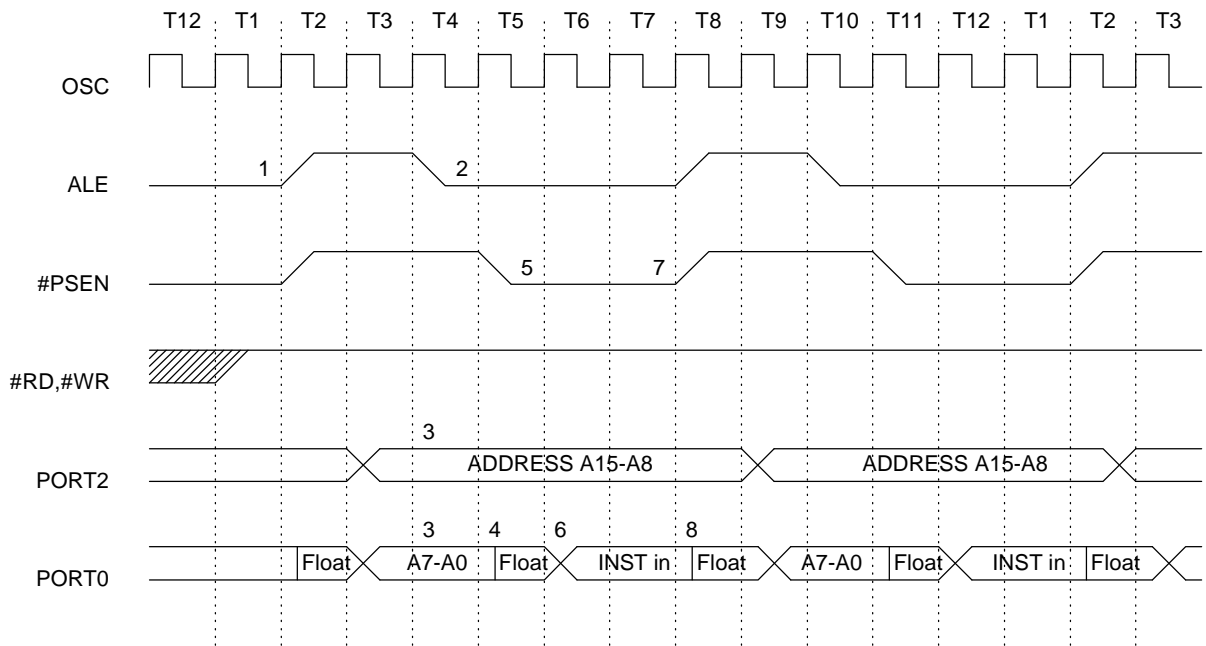 T12 T1 T2 T3 T4 T5 T6 T7 T8 T9 T10 T11 T12 T1 T2 T3
OSC
1 2
ALE
5 7
#PSEN
#RD,#WR
3
ADDRESS A15-A8 ADDRESS A15-A8
PORT2
3 4 6 8
Float A7-A0 Float INST in Float A7-A0 Float INST in Float
PORT0